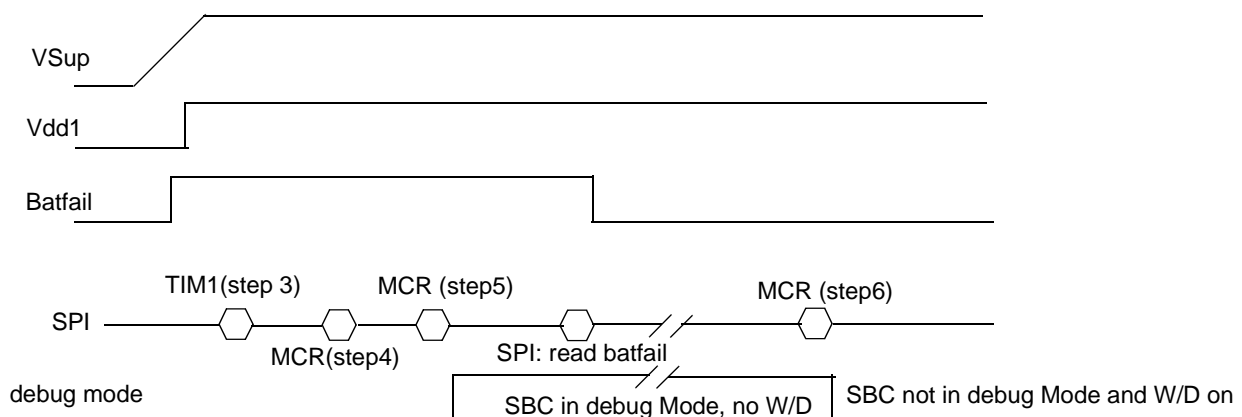 VSup
Vdd1
Batfail
TIM1(step 3)
MCR (step5)
MCR (step6)
SPI
MCR(step4)
SPI: read batfail
debug mode
SBC in debug Mode, no W/D
SBC not in debug Mode and W/D on